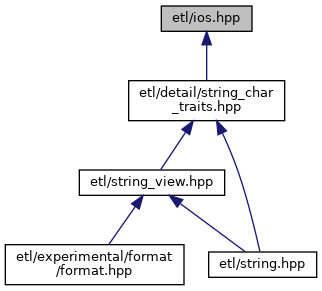 etl/ios.hpp
etl/detail/string_char
_traits.hpp
etl/string_view.hpp
etl/experimental/format
/format.hpp
etl/string.hpp